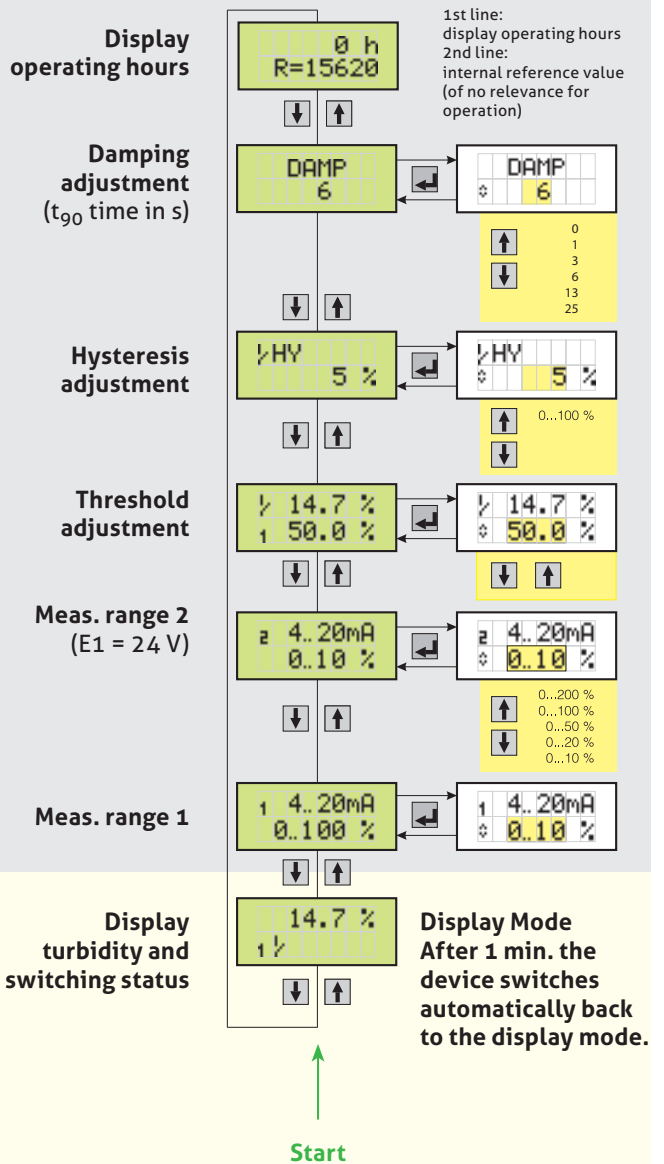 Display
operating hours
0 h
R=15620
1st line:
display operating hours
2nd line:
internal reference value
(of no relevance for
operation)
Damping
adjustment
(t90 time in s)
DAMP
6
DAMP
6
0
1
3
6
13
25
Hysteresis
adjustment
HY
5 %
HY
5 %
0...100 %
Threshold
adjustment
14.7 %
1 50.0 %
14.7 %
50.0 %
Meas. range 2
(E1 = 24 V)
2 4..20mA
0..10 %
2 4..20mA
0..10 %
0...200 %
0...100 %
0...50 %
0...20 %
0...10 %
Meas. range 1
1 4..20mA
0..100 %
1 4..20mA
0..10 %
Display
turbidity and
switching status
14.7 %
1
Display Mode
After 1 min. the
device switches
automatically back
to the display mode.
Start